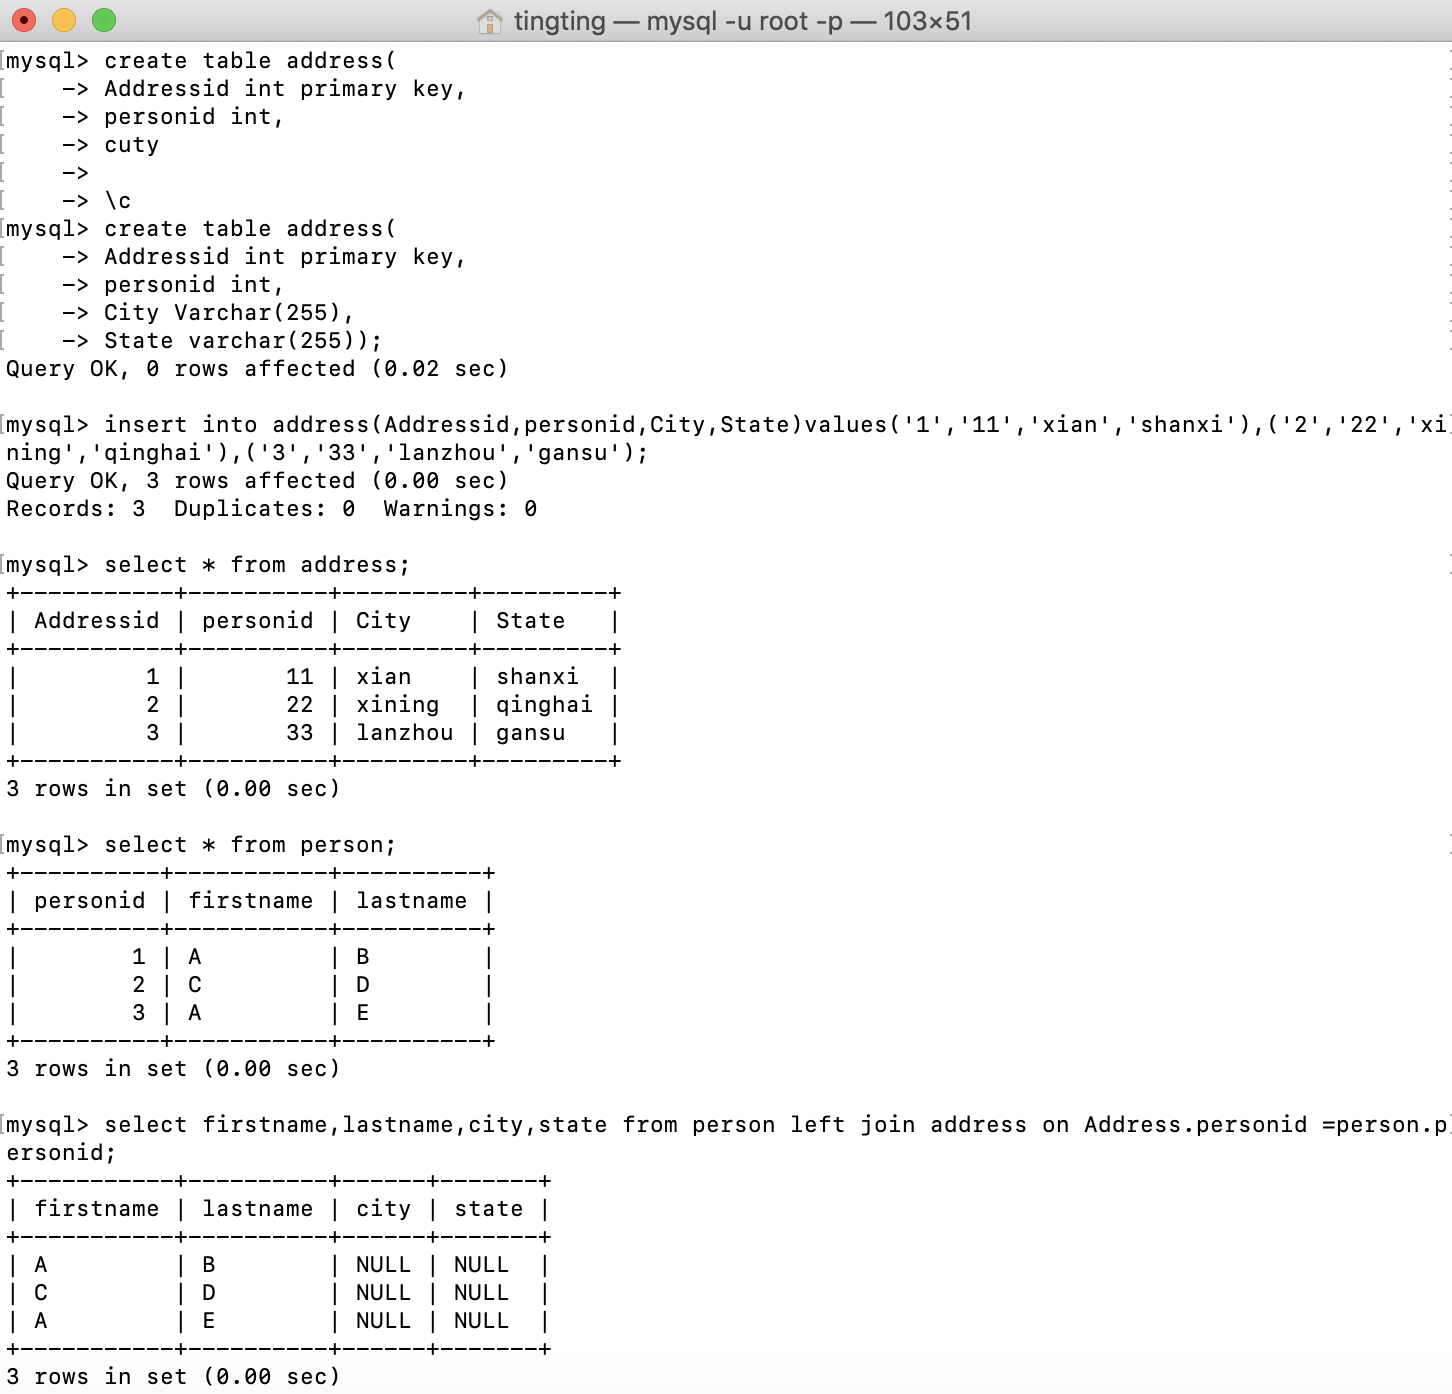 tingting — mysql -u root -p — 103×51
mysql> create table address(
    -> Addressid int primary key,
    -> personid int,
    -> cuty
    ->
    -> \c
mysql> create table address(
    -> Addressid int primary key,
    -> personid int,
    -> City Varchar(255),
    -> State varchar(255));
Query OK, 0 rows affected (0.02 sec)
mysql> insert into address(Addressid,personid,City,State)values('1','11','xian','shanxi'),('2','22','xi
ning','qinghai'),('3','33','lanzhou','gansu');
Query OK, 3 rows affected (0.00 sec)
Records: 3  Duplicates: 0  Warnings: 0
mysql> select * from address;
+-----------+----------+---------+---------+
| Addressid | personid | City    | State   |
+-----------+----------+---------+---------+
|         1 |       11 | xian    | shanxi  |
|         2 |       22 | xining  | qinghai |
|         3 |       33 | lanzhou | gansu   |
+-----------+----------+---------+---------+
3 rows in set (0.00 sec)
mysql> select * from person;
+----------+-----------+----------+
| personid | firstname | lastname |
+----------+-----------+----------+
|        1 | A         | B        |
|        2 | C         | D        |
|        3 | A         | E        |
+----------+-----------+----------+
3 rows in set (0.00 sec)
mysql> select firstname,lastname,city,state from person left join address on Address.personid =person.p
ersonid;
+-----------+----------+------+-------+
| firstname | lastname | city | state |
+-----------+----------+------+-------+
| A         | B        | NULL | NULL  |
| C         | D        | NULL | NULL  |
| A         | E        | NULL | NULL  |
+-----------+----------+------+-------+
3 rows in set (0.00 sec)